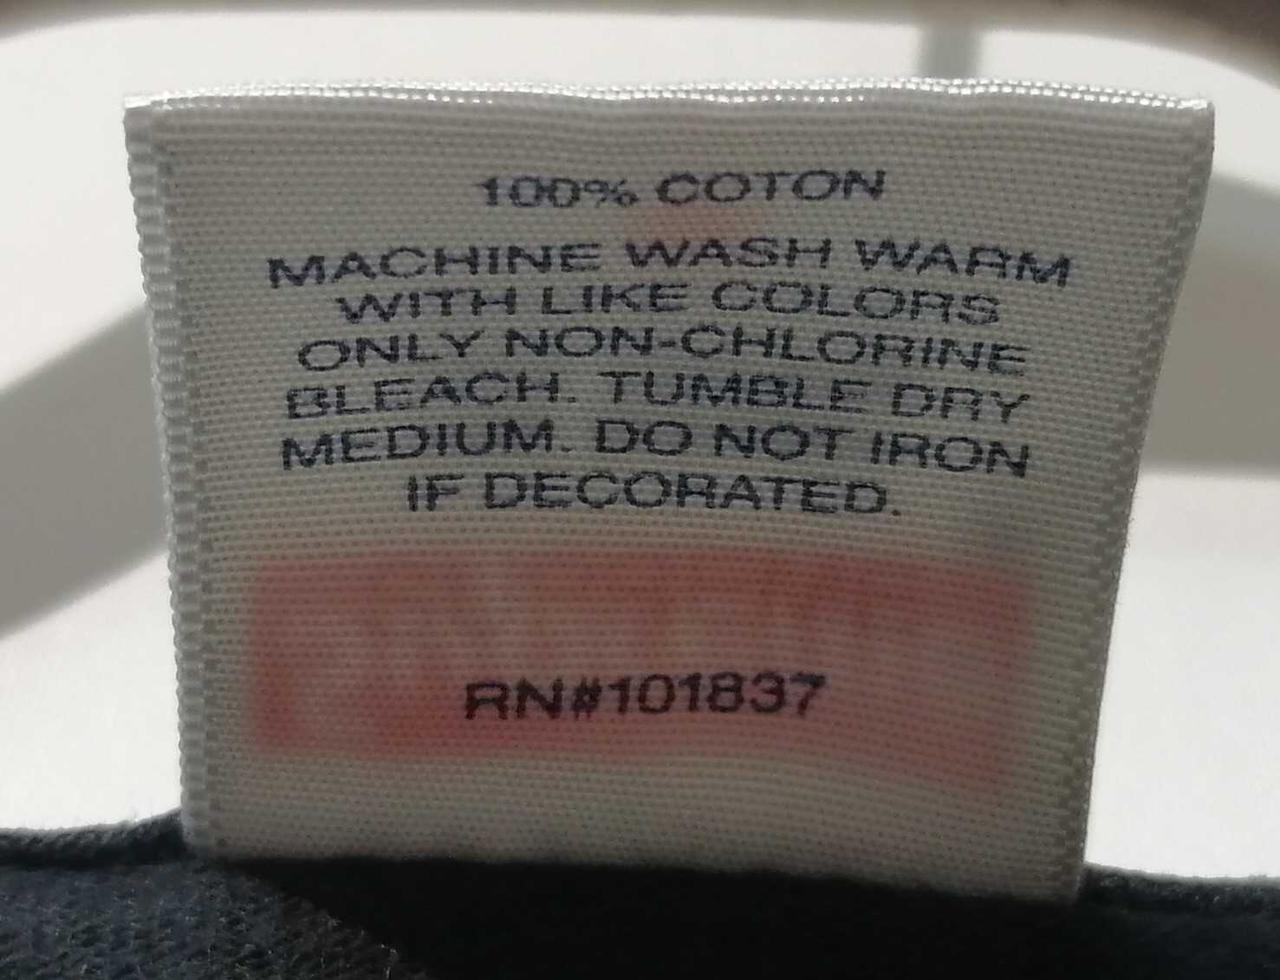 100% COTON
MACHINE WASH WARM
WITH LIKE COLORS
ONLY NON-CHLORINE
BLEACH. TUMBLE DRY
MEDIUM. DO NOT IRON
IF DECORATED.
RN#101837